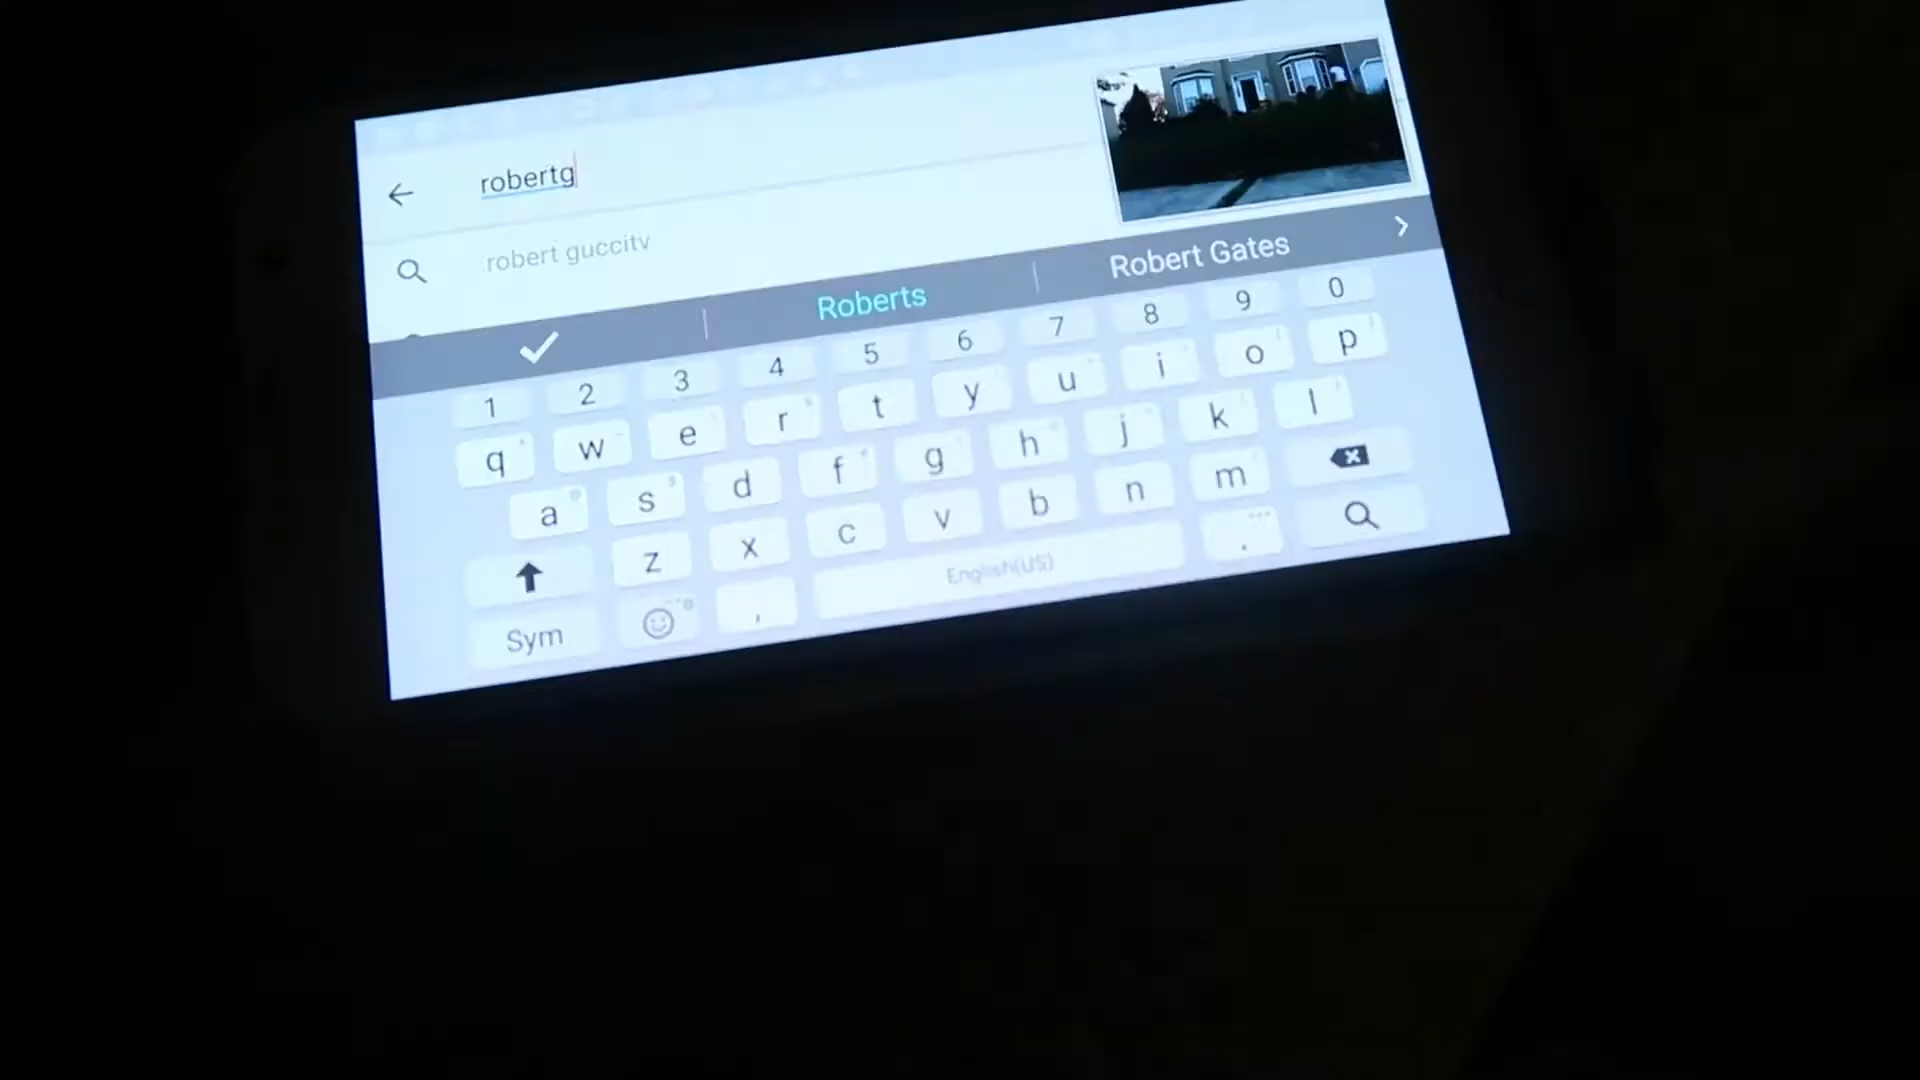 robertg
robert guccitv
Roberts
Robert Gates
1 2 3 4 5 6 7 8 9 0
q w e r t y u i o p
a s d f g h j k l
z x c v b n m
Sym , English(US) .